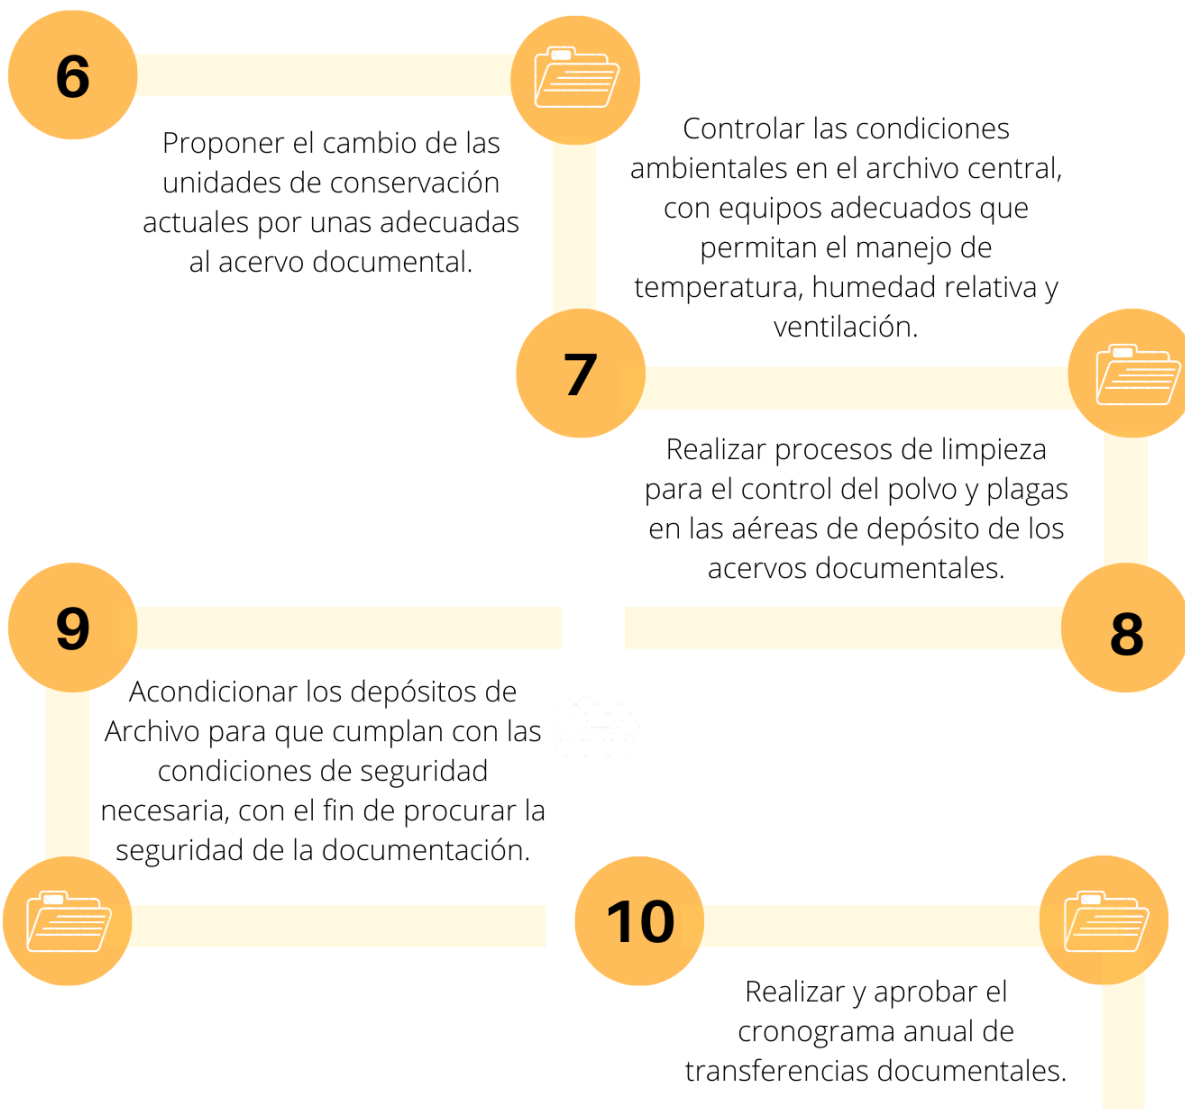 6
Proponer el cambio de las
unidades de conservación
actuales por unas adecuadas
al acervo documental.
Controlar las condiciones
ambientales en el archivo central,
con equipos adecuados que
permitan el manejo de
temperatura, humedad relativa y
ventilación.
7
Realizar procesos de limpieza
para el control del polvo y plagas
en las aéreas de depósito de los
acervos documentales.
8
9
Acondicionar los depósitos de
Archivo para que cumplan con las
condiciones de seguridad
necesaria, con el fin de procurar la
seguridad de la documentación.
10
Realizar y aprobar el
cronograma anual de
transferencias documentales.